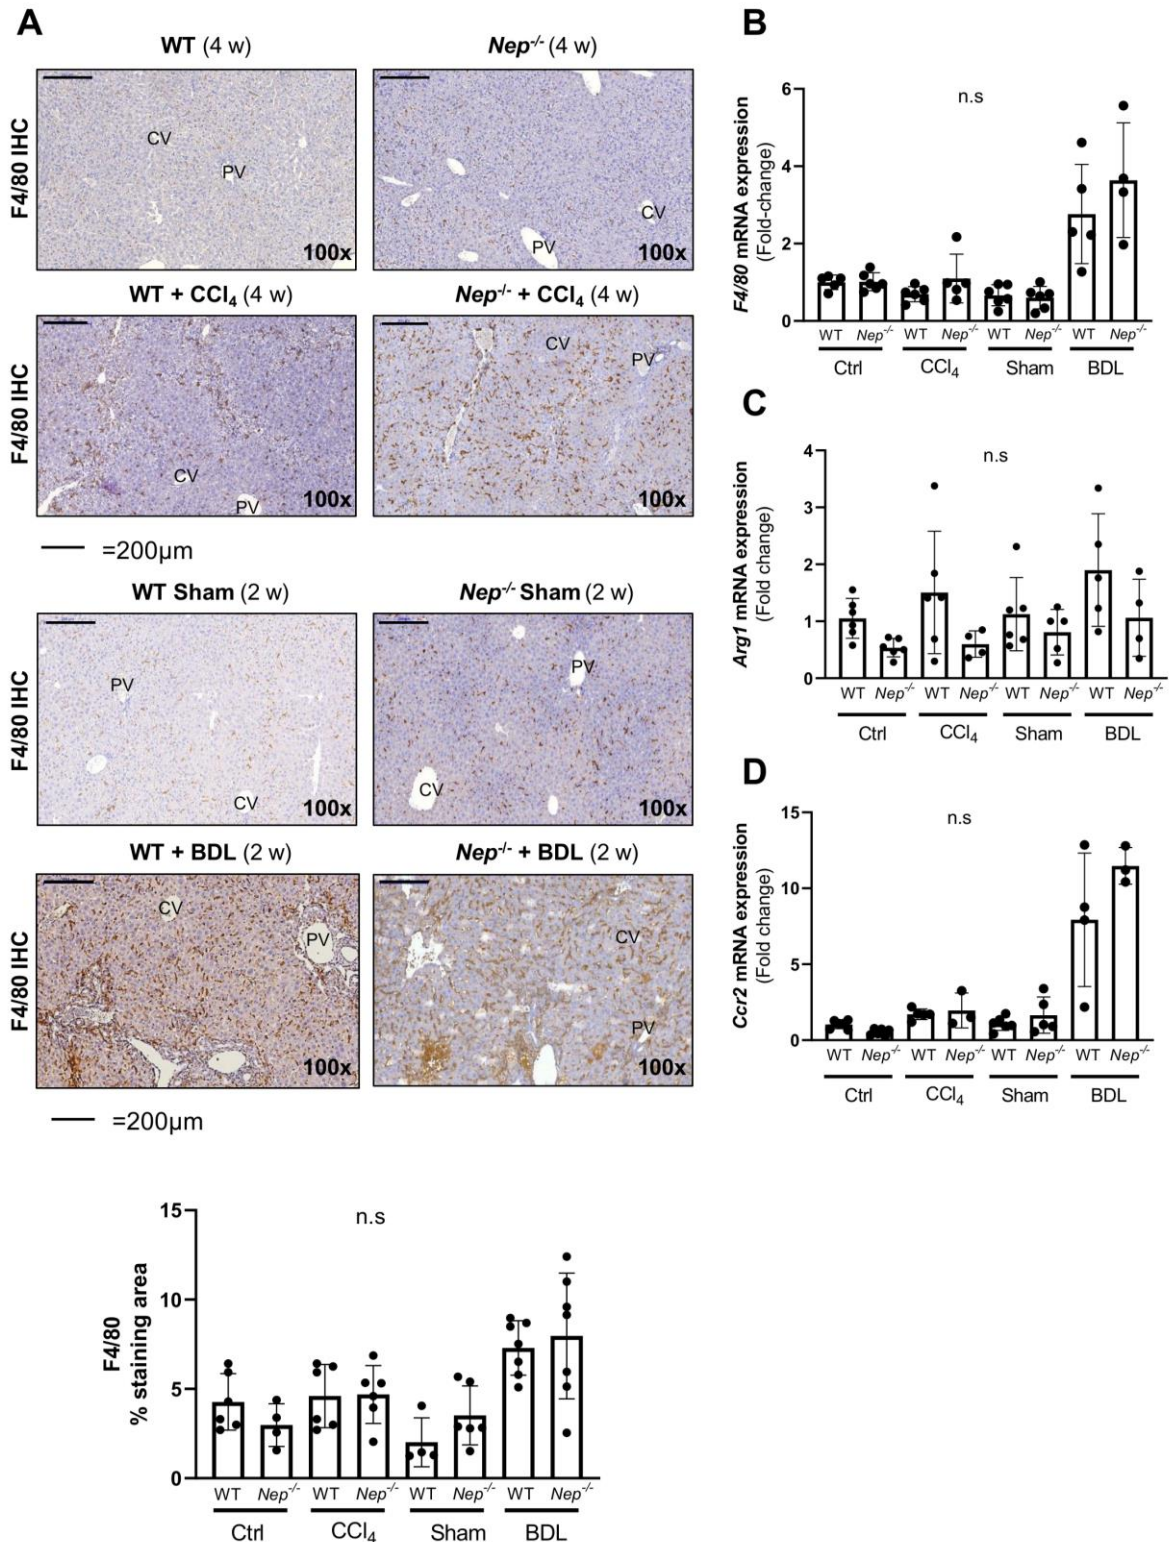 A
WT (4 w)
Nep-/- (4 w)
F4/80 IHC
CV
PV
100x
CV
PV
100x
WT + CCl4 (4 w)
Nep-/- + CCl4 (4 w)
F4/80 IHC
CV
PV
100x
CV
PV
100x
=200µm
WT Sham (2 w)
Nep-/- Sham (2 w)
F4/80 IHC
PV
CV
100x
PV
CV
100x
WT + BDL (2 w)
Nep-/- + BDL (2 w)
F4/80 IHC
CV
PV
100x
CV
PV
100x
=200µm
n.s
F4/80
% staining area
15
10
5
0
WT Nep-/- WT Nep-/- WT Nep-/- WT Nep-/-
Ctrl CCl4 Sham BDL
B
n.s
F4/80 mRNA expression
(Fold-change)
6
4
2
0
WT Nep-/- WT Nep-/- WT Nep-/- WT Nep-/-
Ctrl CCl4 Sham BDL
C
n.s
Arg1 mRNA expression
(Fold change)
4
3
2
1
0
WT Nep-/- WT Nep-/- WT Nep-/- WT Nep-/-
Ctrl CCl4 Sham BDL
D
n.s
Ccr2 mRNA expression
(Fold change)
15
10
5
0
WT Nep-/- WT Nep-/- WT Nep-/- WT Nep-/-
Ctrl CCl4 Sham BDL